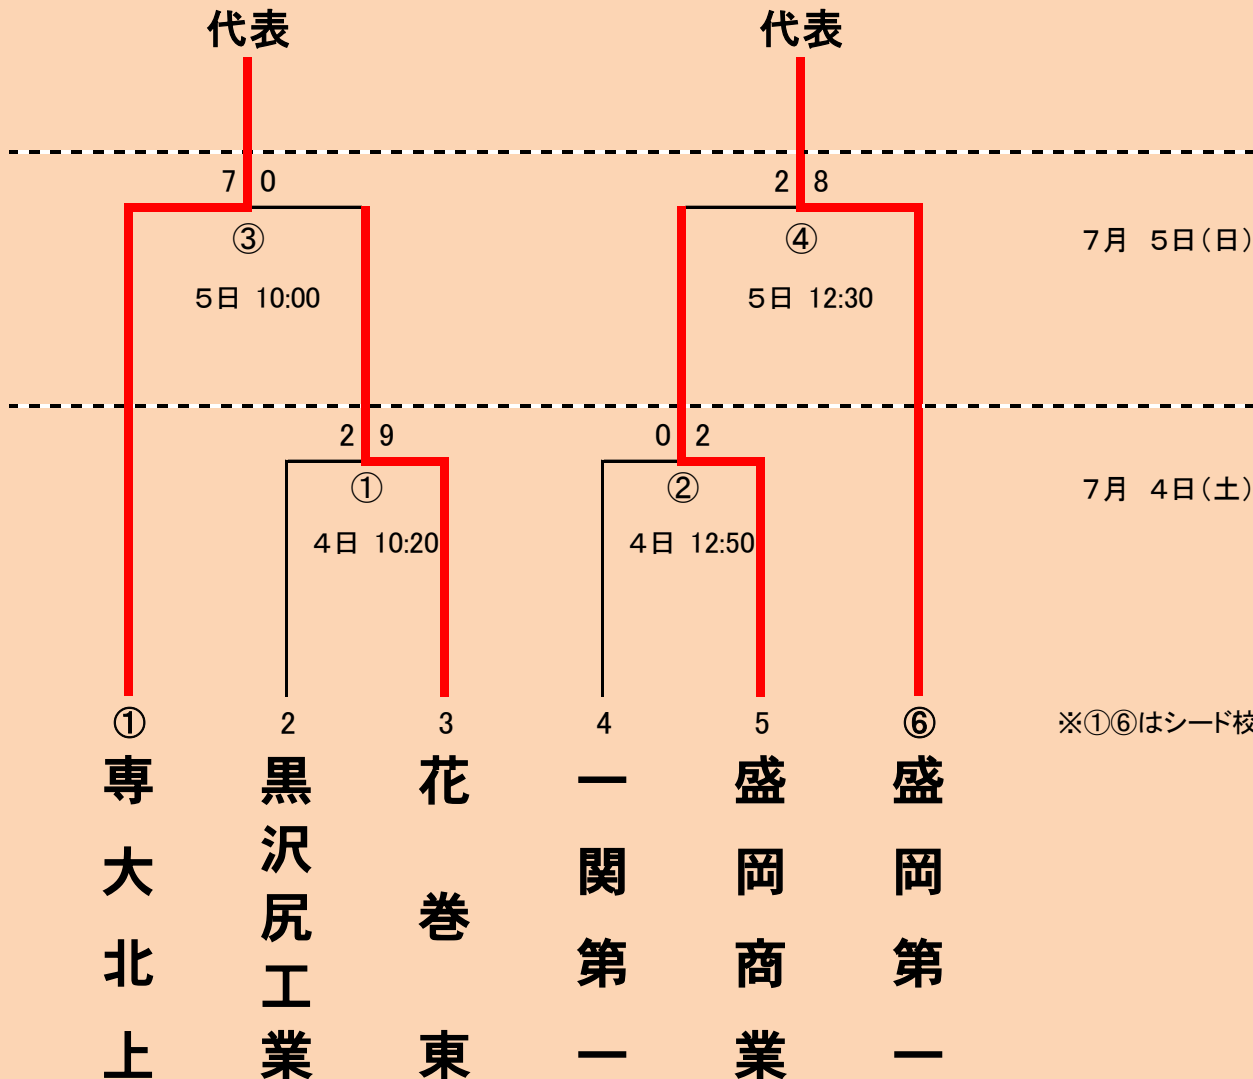 代表 代表
7 0 2 8
③ ④ 7月 5日(日)
5日 10:00 5日 12:30
2 9 0 2
① ② 7月 4日(土)
4日 10:20 4日 12:50
① 2 3 4 5 ⑥ ※①⑥はシード校
専大北上
黒沢尻工業
花巻東
一関第一
盛岡商業
盛岡第一